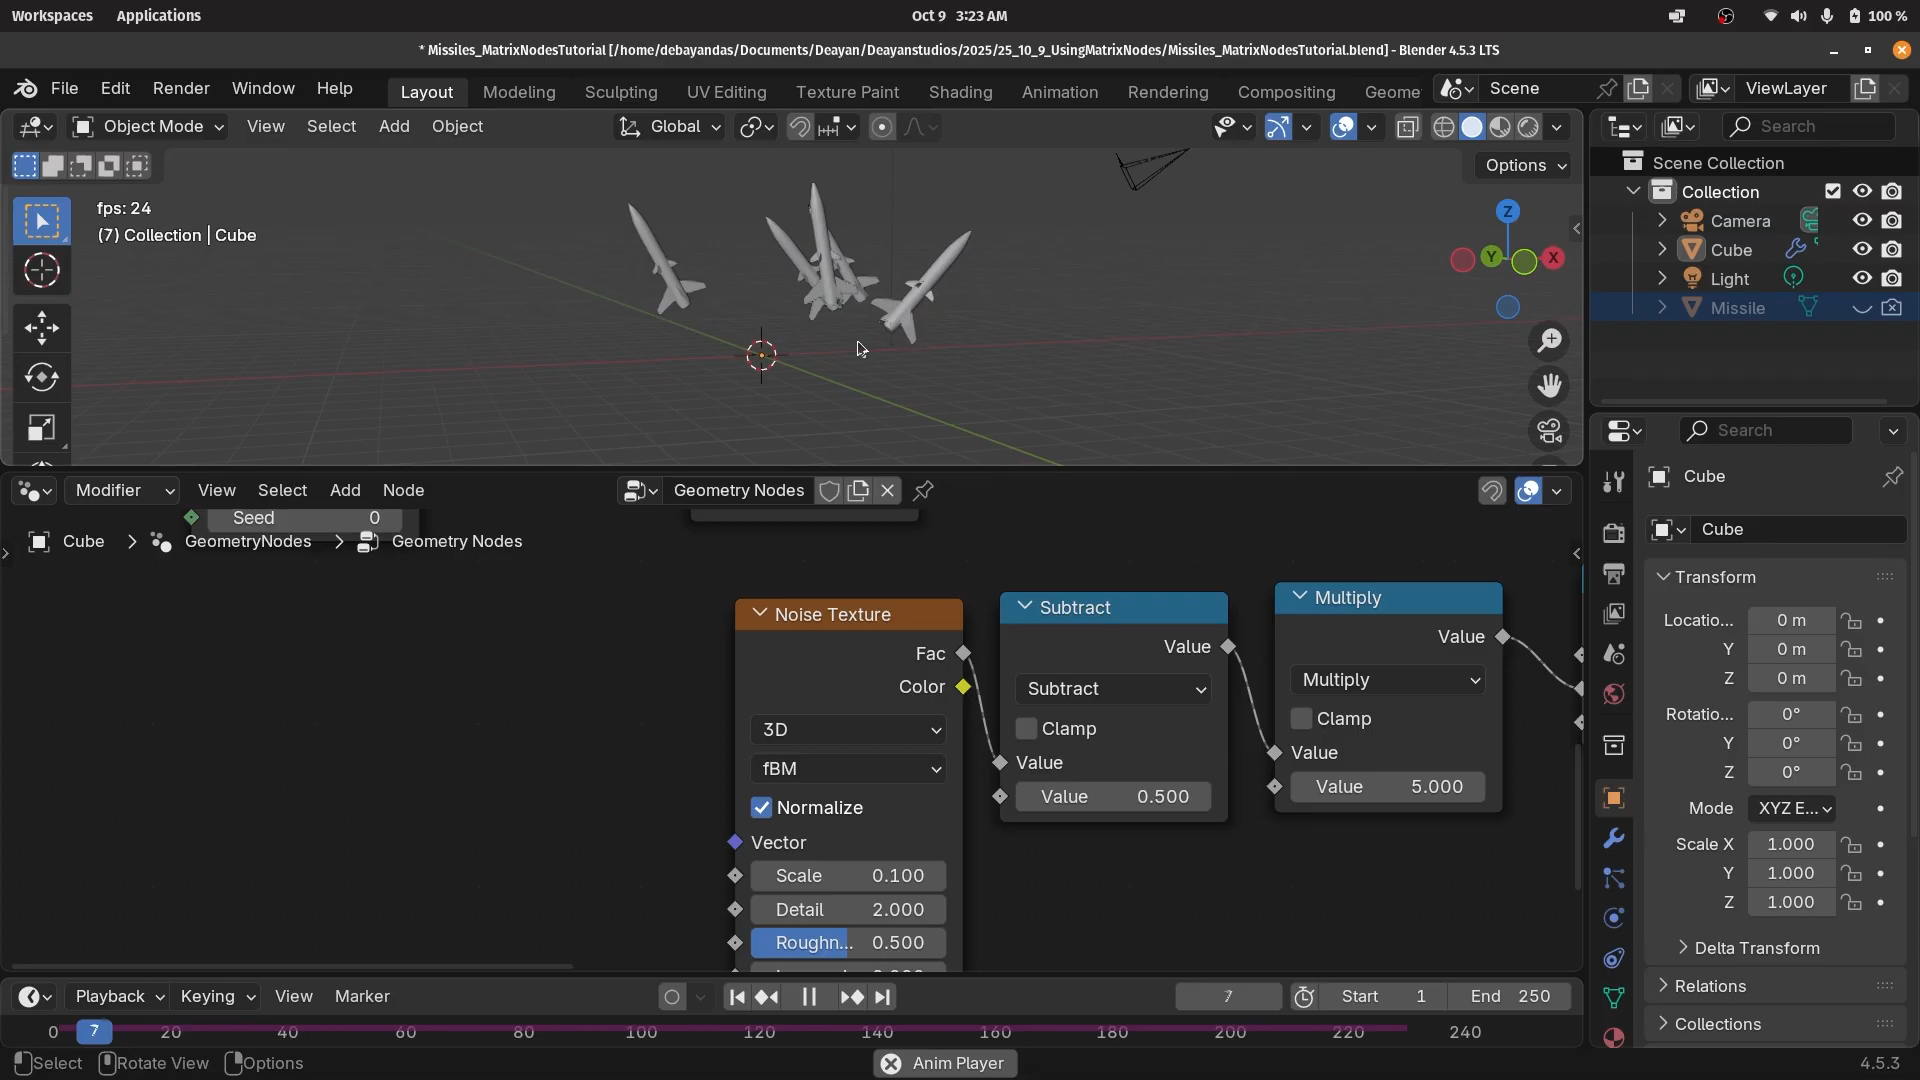 Workspaces Applications Oct 9 3:23 AM 100 %
* Missiles_MatrixNodesTutorial [/home/debayandas/Documents/Deayan/Deayanstudios/2025/25_10_9_UsingMatrixNodes/Missiles_MatrixNodesTutorial.blend] - Blender 4.5.3 LTS
File Edit Render Window Help Layout Modeling Sculpting UV Editing Texture Paint Shading Animation Rendering Compositing Geome Scene ViewLayer
Object Mode View Select Add Object Global Search
Options
Scene Collection
Collection
Camera
Cube
Light
Missile
fps: 24
(7) Collection | Cube
Z
Y
X
Search
Cube
Cube
Modifier View Select Add Node Geometry Nodes
Seed 0
Cube > GeometryNodes > Geometry Nodes
Noise Texture
Fac
Color
3D
fBM
Normalize
Vector
Scale 0.100
Detail 2.000
Roughn... 0.500
Subtract
Value
Subtract
Clamp
Value
Value 0.500
Multiply
Value
Multiply
Clamp
Value
Value 5.000
Transform
Locatio... 0 m
Y 0 m
Z 0 m
Rotatio... 0°
Y 0°
Z 0°
Mode XYZ E...
Scale X 1.000
Y 1.000
Z 1.000
Delta Transform
Relations
Collections
Playback Keying View Marker 7 Start 1 End 250
0 7 20 40 60 80 100 120 140 160 180 200 220 240
Select Rotate View Options Anim Player 4.5.3